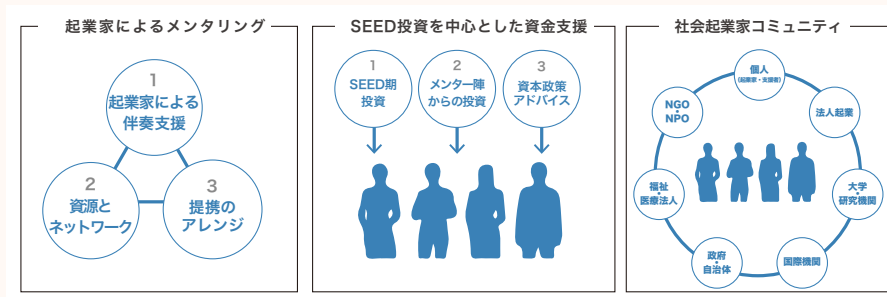 起業家によるメンタリング
1
起業家による
伴奏支援
2
資源と
ネットワーク
3
提携の
アレンジ
SEED投資を中心とした資金支援
1
SEED期
投資
2
メンター陣
からの投資
3
資本政策
アドバイス
社会起業家コミュニティ
個人
(起業家・支援者)
法人起業
大学・
研究機関
国際機関
政府・
自治体
福祉・
医療法人
NGO・
NPO